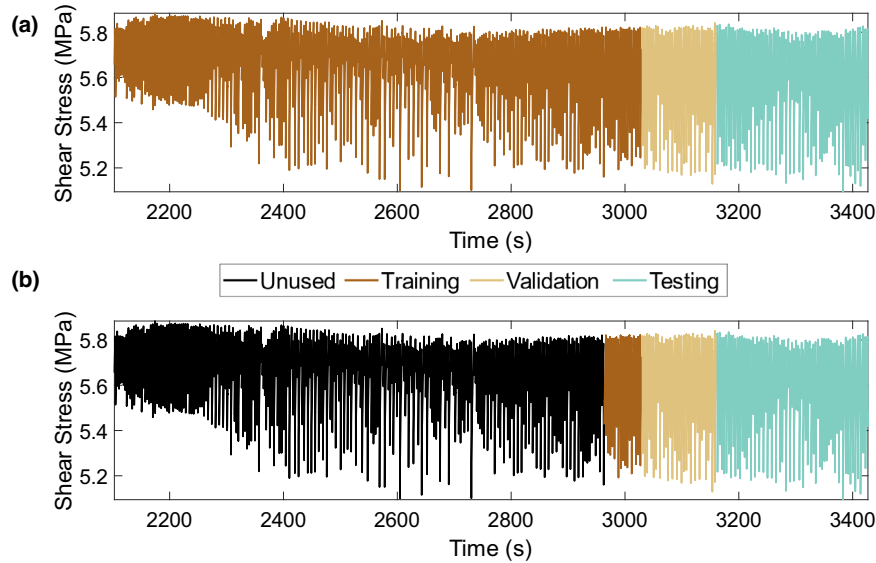 (a)
Shear Stress (MPa)
5.8
5.6
5.4
5.2
2200 2400 2600 2800 3000 3200 3400
Time (s)
Unused Training Validation Testing
(b)
Shear Stress (MPa)
5.8
5.6
5.4
5.2
2200 2400 2600 2800 3000 3200 3400
Time (s)